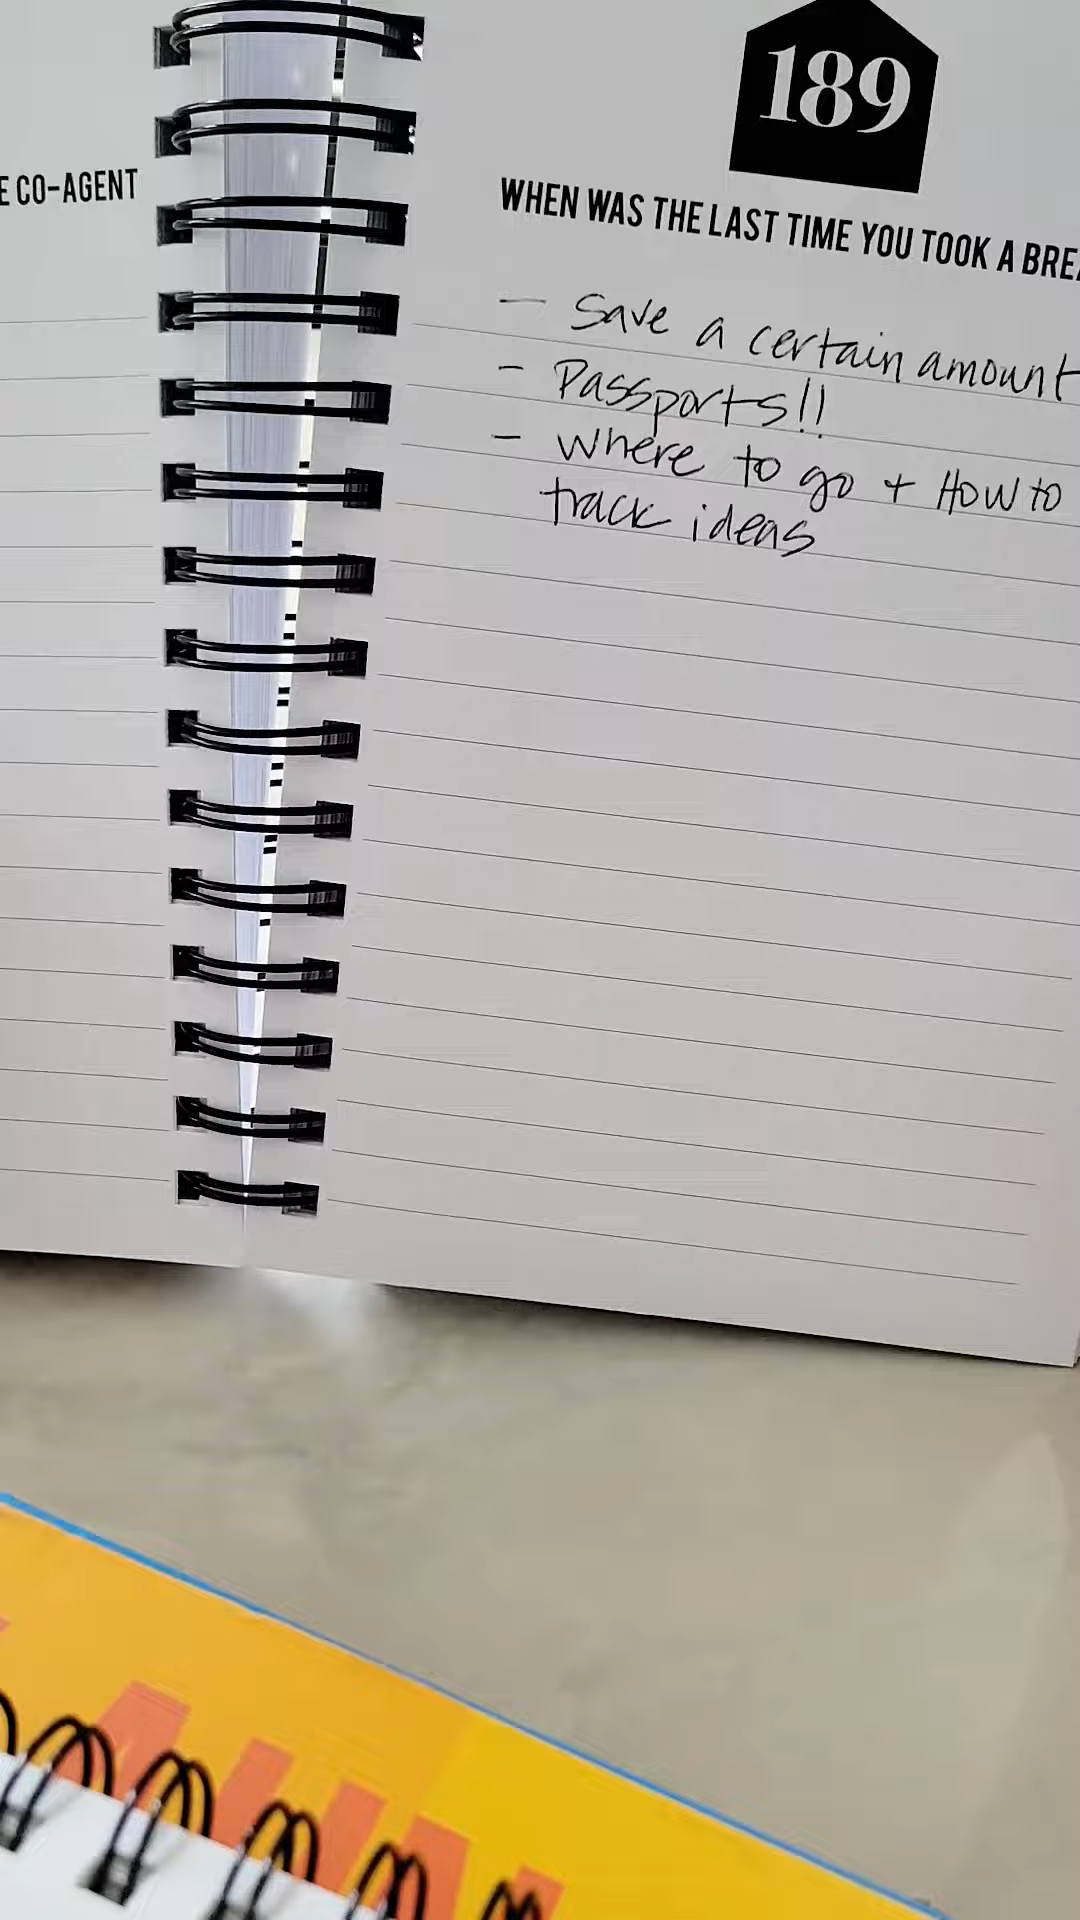 E CO-AGENT
189
WHEN WAS THE LAST TIME YOU TOOK A
- Save a certain amount
- Passports!!
- Where to go + How to
track ideas